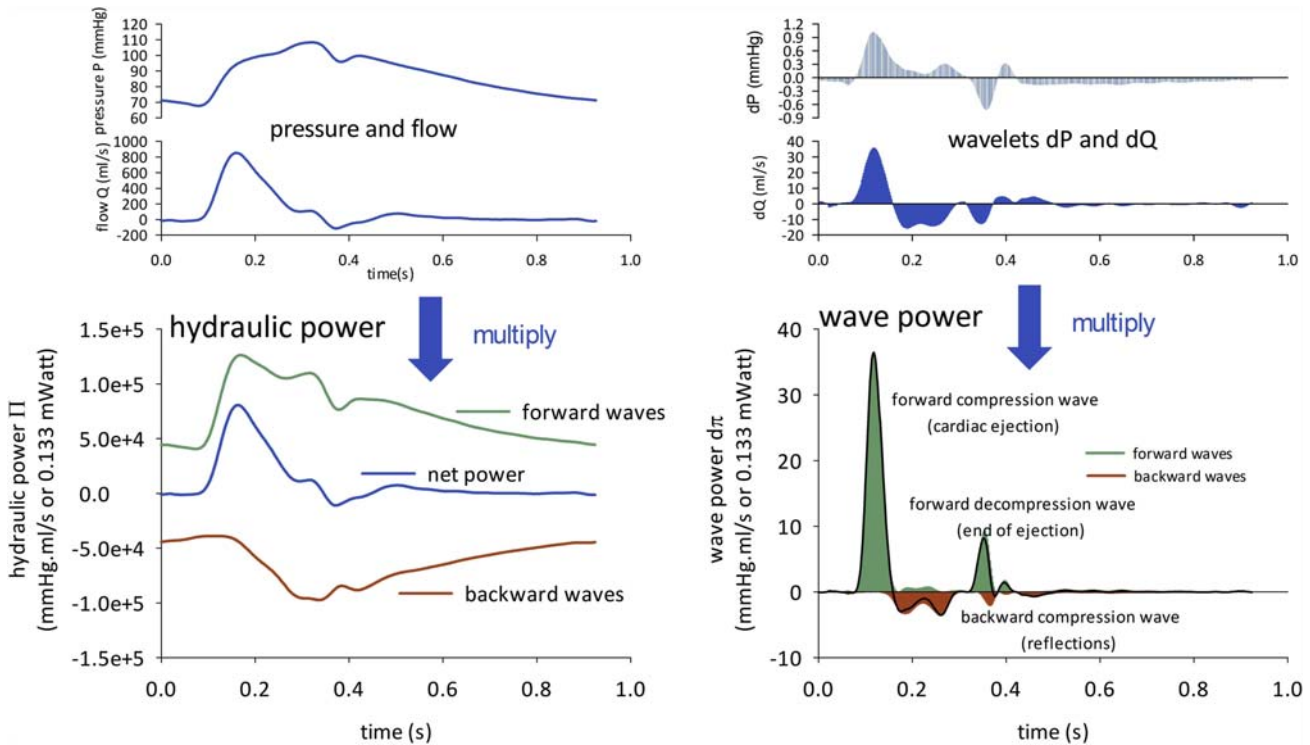 pressure P (mmHg)
120
110
100
90
80
70
60
pressure and flow
flow Q (ml/s)
1000
800
600
400
200
0
-200
0.0 0.2 0.4 0.6 0.8 1.0
time(s)
dP (mmHg)
1.2
0.9
0.6
0.3
0.0
-0.3
-0.6
-0.9
wavelets dP and dQ
dQ (ml/s)
40
30
20
10
0
-10
-20
0.0 0.2 0.4 0.6 0.8 1.0
hydraulic power
multiply
hydraulic power Π
(mmHg.ml/s or 0.133 mWatt)
1.5e+5
1.0e+5
5.0e+4
0.0
-5.0e+4
-1.0e+5
-1.5e+5
forward waves
net power
backward waves
0.0 0.2 0.4 0.6 0.8 1.0
time (s)
wave power
multiply
wave power dπ
(mmHg.ml/s or 0.133 mWatt)
40
30
20
10
0
-10
forward compression wave
(cardiac ejection)
forward waves
backward waves
forward decompression wave
(end of ejection)
backward compression wave
(reflections)
0.0 0.2 0.4 0.6 0.8 1.0
time (s)